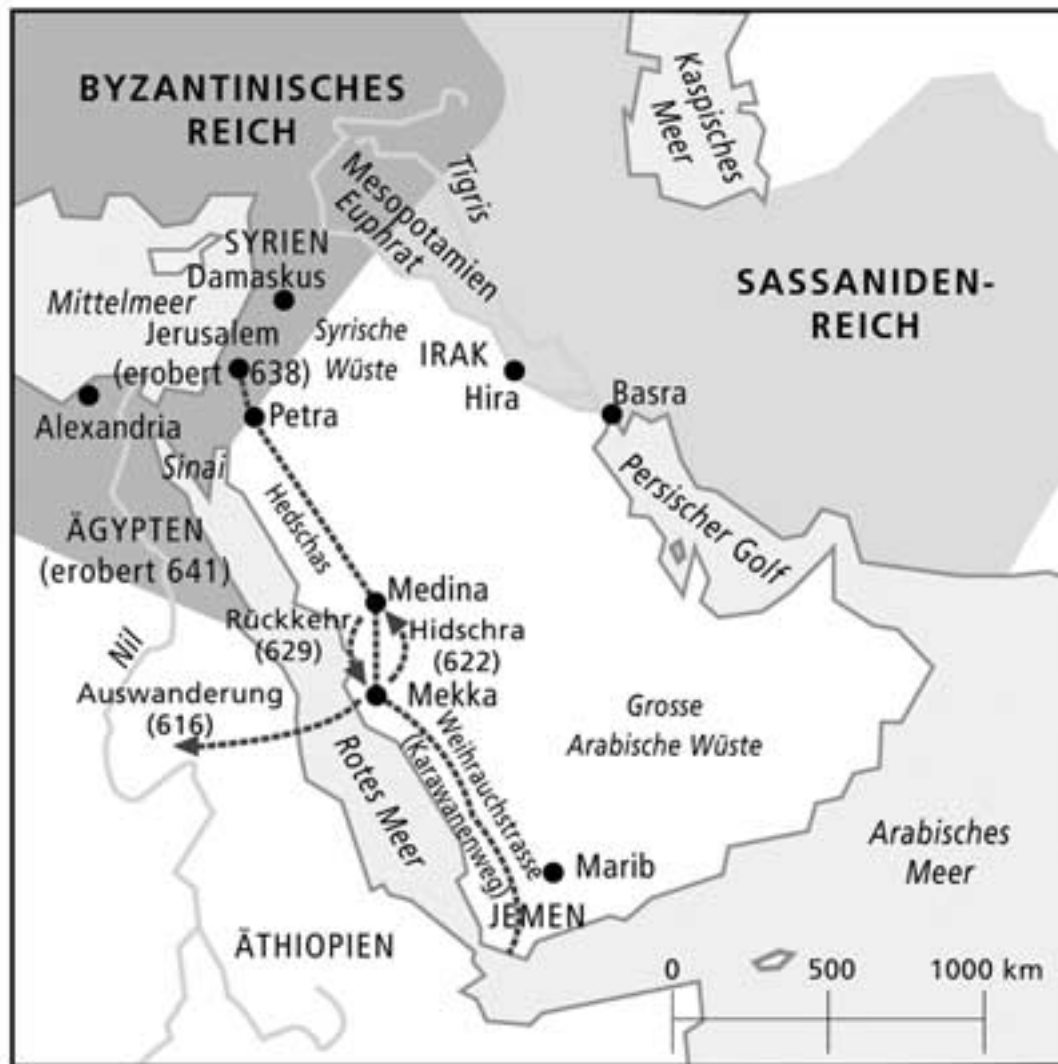 BYZANTINISCHES
REICH
Kaspisches
Meer
Tigris
Mesopotamien
Euphrat
SYRIEN
Damaskus
Mittelmeer
SASSANIDEN-
REICH
Jerusalem
(erobert 638)
Syrische
Wüste
IRAK
Hira
Basra
Alexandria
Petra
Sinai
Persischer Golf
Hedschas
ÄGYPTEN
(erobert 641)
Medina
Rückkehr
(629)
Hidschra
(622)
Nil
Auswanderung
(616)
Mekka
Grosse
Arabische Wüste
Weihrauchstrasse
(Karawanenweg)
Rotes Meer
Arabisches
Meer
Marib
JEMEN
ÄTHIOPIEN
0 500 1000 km